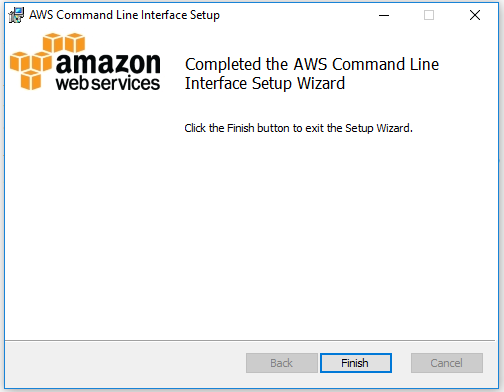 AWS Command Line Interface Setup
amazon
web services
Completed the AWS Command Line
Interface Setup Wizard
Click the Finish button to exit the Setup Wizard.
Back
Finish
Cancel